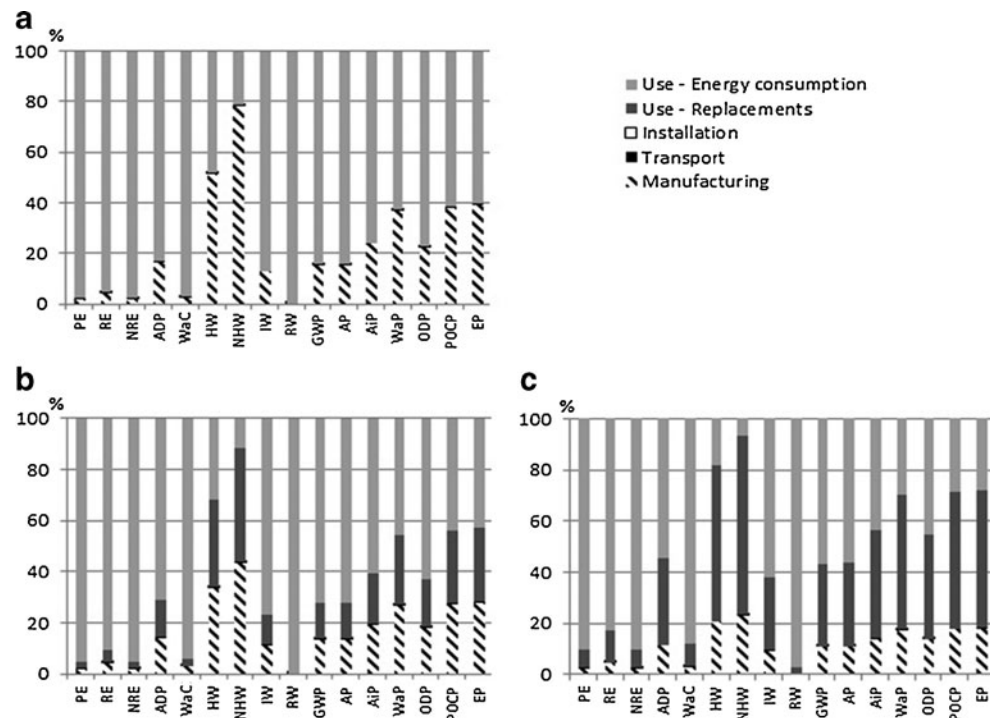 a
%
100
80
60
40
20
0
PE RE NRE ADP WaC HW NHW IW RW GWP AP AiP WaP ODP POCP EP
Use - Energy consumption
Use - Replacements
Installation
Transport
Manufacturing
b
%
100
80
60
40
20
0
PE RE NRE ADP WaC HW NHW IW RW GWP AP AiP WaP ODP POCP EP
c
%
100
80
60
40
20
0
PE RE NRE ADP WaC HW NHW IW RW GWP AP AiP WaP ODP POCP EP